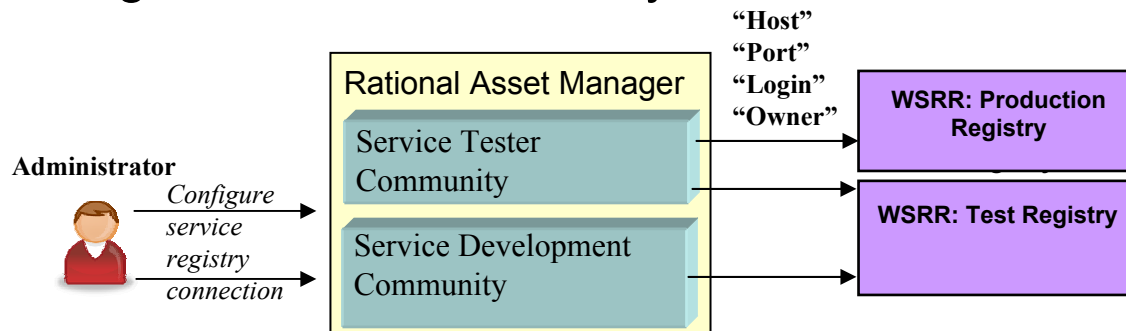 “Host”
“Port”
“Login”
“Owner”
Rational Asset Manager
Service Tester
Community
Service Development
Community
WSRR: Production
Registry
WSRR: Test Registry
Administrator
Configure
service
registry
connection